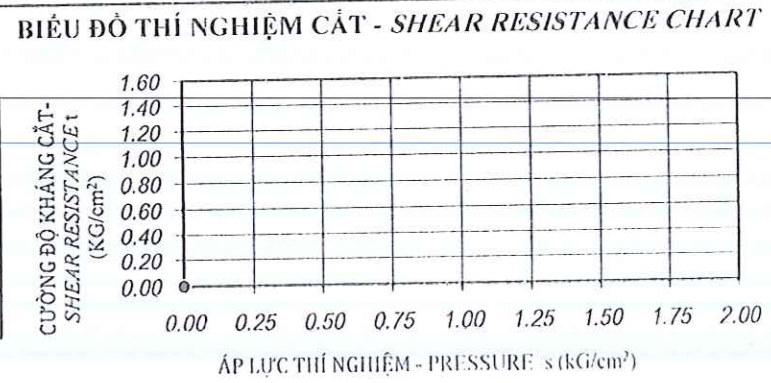 BIỂU ĐỒ THÍ NGHIỆM CẮT - SHEAR RESISTANCE CHART
CƯỜNG ĐỘ KHÁNG CẮT-
SHEAR RESISTANCE t
(KG/cm²)
1.60
1.40
1.20
1.00
0.80
0.60
0.40
0.20
0.00
0.00 0.25 0.50 0.75 1.00 1.25 1.50 1.75 2.00
ÁP LỰC THÍ NGHIỆM - PRESSURE s (kG/cm²)